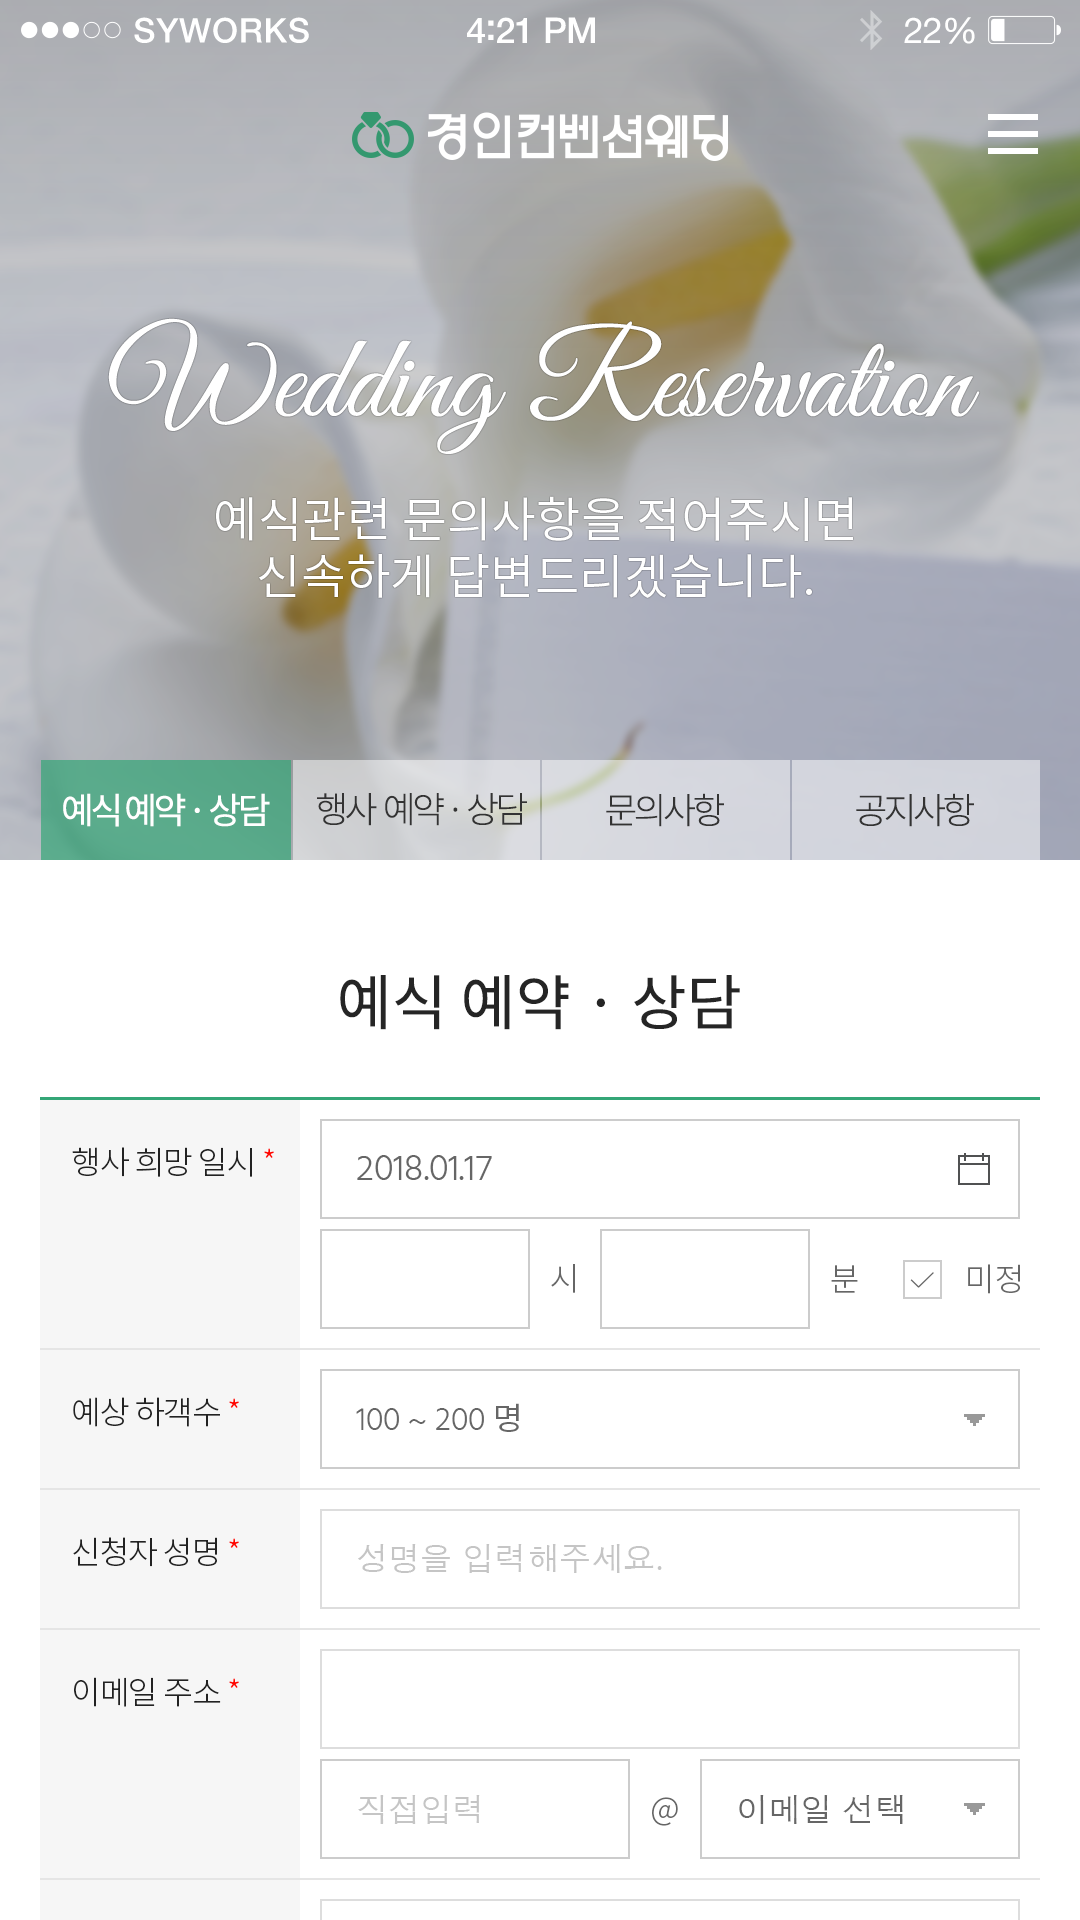 SYWORKS 4:21 PM 22%
경인컨벤션웨딩
Wedding Reservation
예식관련 문의사항을 적어주시면
신속하게 답변드리겠습니다.
예식 예약 · 상담 행사 예약 · 상담 문의사항 공지사항
예식 예약 · 상담
행사 희망 일시 * 2018.01.17
시 분 미정
예상 하객수 * 100 ~ 200 명
신청자 성명 * 성명을 입력해주세요.
이메일 주소 *
직접입력 @ 이메일 선택